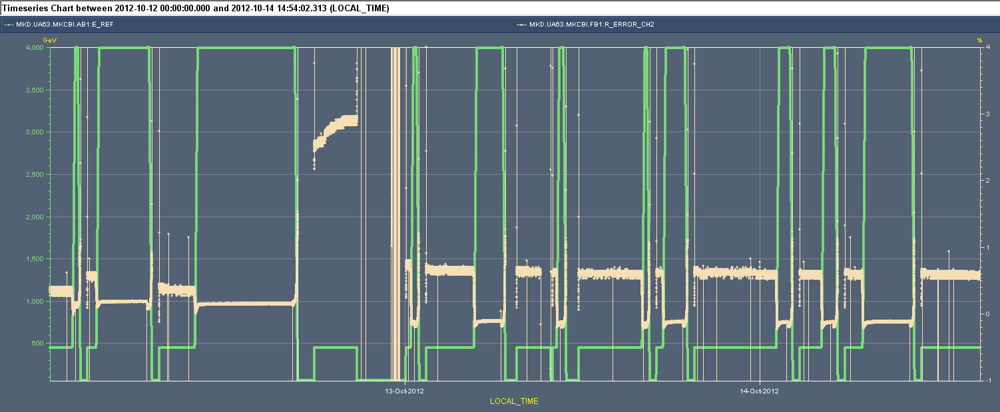 Timeseries Chart between 2012-10-12 00:00:00.000 and 2012-10-14 14:54:02.313 (LOCAL_TIME)
MKD.UA63.MKCBI.AB1:E_REF MKD.UA63.MKCBI.FB1:R_ERROR_CH2
GeV %
4,000 4
3,500
3,000 3
2,500
2,000 2
1,500
1,000 1
500 0
-1
13-Oct-2012 14-Oct-2012
LOCAL_TIME